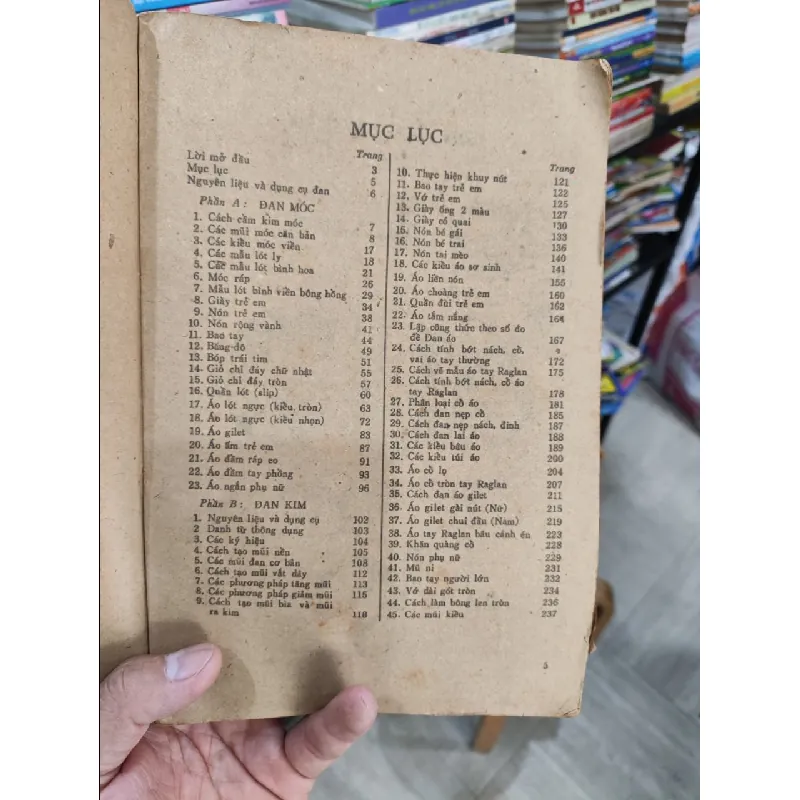 MỤC LỤC
Trang
Lời mở đầu 3
Mục lục 5
Nguyên liệu và dụng cụ đan 6
Phần A : ĐAN MÓC
1. Cách cầm kim móc 7
2. Các mũi móc căn bản 8
3. Các kiểu móc viền 17
4. Các mẫu lót ly 18
5. Các mẫu lót bình hoa 21
6. Móc ráp 26
7. Mẫu lót bình viền bông hồng 29
8. Giày trẻ em 34
9. Nón trẻ em 38
10. Nón rộng vành 41
11. Bao tay 44
12. Băng-đô 49
13. Bóp trái tim 51
14. Giỏ chỉ đáy chữ nhật 55
15. Giỏ chỉ đáy tròn 57
16. Quần lót (slip) 60
17. Áo lót ngực (kiểu tròn) 63
18. Áo lót ngực (kiểu nhọn) 72
19. Áo gilet 83
20. Áo ấm trẻ em 87
21. Áo đầm ráp eo 91
22. Áo đầm tay phồng 93
23. Áo ngắn phụ nữ 96
Phần B : ĐAN KIM
1. Nguyên liệu và dụng cụ 102
2 Danh từ thông dụng 103
3. Các ký hiệu 104
4. Cách tạo mũi nền 105
5. Các mũi đan cơ bản 108
6. Cách tạo mũi vắt dây 112
7. Các phương pháp tăng mũi 113
8. Các phương pháp giảm mũi 115
9. Cách tạo mũi bìa và mũi
ra kim 118
Trang
10. Thực hiện khuy nút 121
11. Bao tay trẻ em 122
12. Vớ trẻ em 125
13. Giày ống 2 màu 127
14. Giày có quai 130
15. Nón bé gái 133
16. Nón bé trai 136
17. Nón tai mèo 140
18. Các kiểu áo sơ sinh 141
19. Áo liền nón 155
20. Áo choàng trẻ em 160
21. Quần đùi trẻ em 162
22. Áo tắm nắng 164
23. Lập công thức theo số đo
để Đan áo 167
24. Cách tính bớt nách, cổ,
vai áo tay thường 172
25. Cách vẽ mẫu áo tay Raglan 175
26. Cách tính bớt nách, cổ áo
tay Raglan 178
27. Phân loại cổ áo 181
28. Cách đan nẹp cổ 185
29. Cách đan nẹp nách, đinh 187
30. Cách đan lai áo 188
31. Các kiểu bâu áo 189
32. Các kiểu túi áo 200
33. Áo cổ lọ 204
34. Áo cổ tròn tay Raglan 207
35. Cách đan áo gilet 211
36. Áo gilet gài nút (Nữ) 215
37. Áo gilet chui đầu (Nam) 219
38. Áo tay Raglan bâu cánh én 223
39. Khăn quàng cổ 228
40. Nón phụ nữ 229
41. Mũ ni 231
42. Bao tay người lớn 232
43. Vớ dài gót tròn 234
44. Cách làm bông len tròn 236
45. Các mũi kiểu 237
5